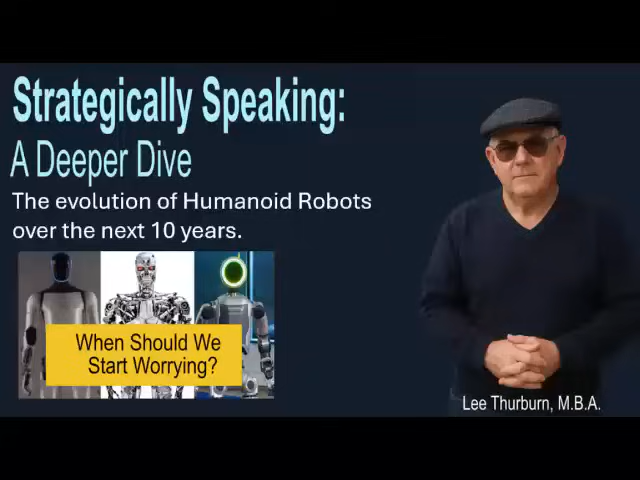 Strategically Speaking:
A Deeper Dive
The evolution of Humanoid Robots
over the next 10 years.
When Should We
Start Worrying?
Lee Thurburn, M.B.A.